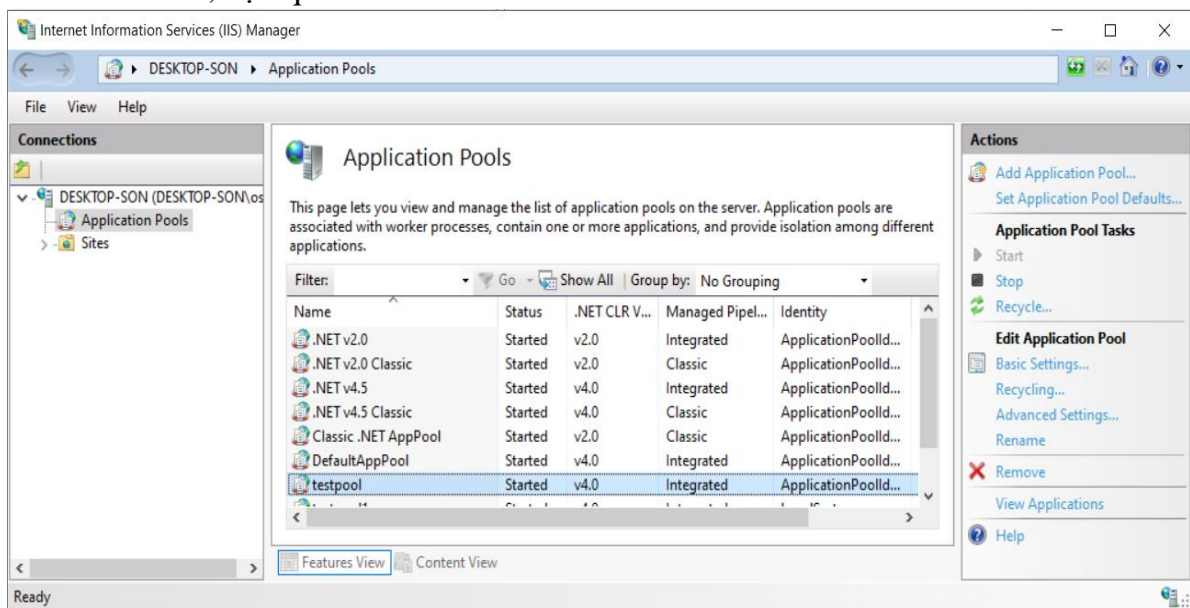 Internet Information Services (IIS) Manager
DESKTOP-SON Application Pools
File View Help
Connections
DESKTOP-SON (DESKTOP-SON\os
Application Pools
Sites
Application Pools
This page lets you view and manage the list of application pools on the server. Application pools are
associated with worker processes, contain one or more applications, and provide isolation among different
applications.
Filter: Go Show All Group by: No Grouping
Name Status .NET CLR V... Managed Pipel... Identity
.NET v2.0 Started v2.0 Integrated ApplicationPoolId...
.NET v2.0 Classic Started v2.0 Classic ApplicationPoolId...
.NET v4.5 Started v4.0 Integrated ApplicationPoolId...
.NET v4.5 Classic Started v4.0 Classic ApplicationPoolId...
Classic .NET AppPool Started v2.0 Classic ApplicationPoolId...
DefaultAppPool Started v4.0 Integrated ApplicationPoolId...
testpool Started v4.0 Integrated ApplicationPoolId...
Features View Content View
Actions
Add Application Pool...
Set Application Pool Defaults...
Application Pool Tasks
Start
Stop
Recycle...
Edit Application Pool
Basic Settings...
Recycling...
Advanced Settings...
Rename
Remove
View Applications
Help
Ready